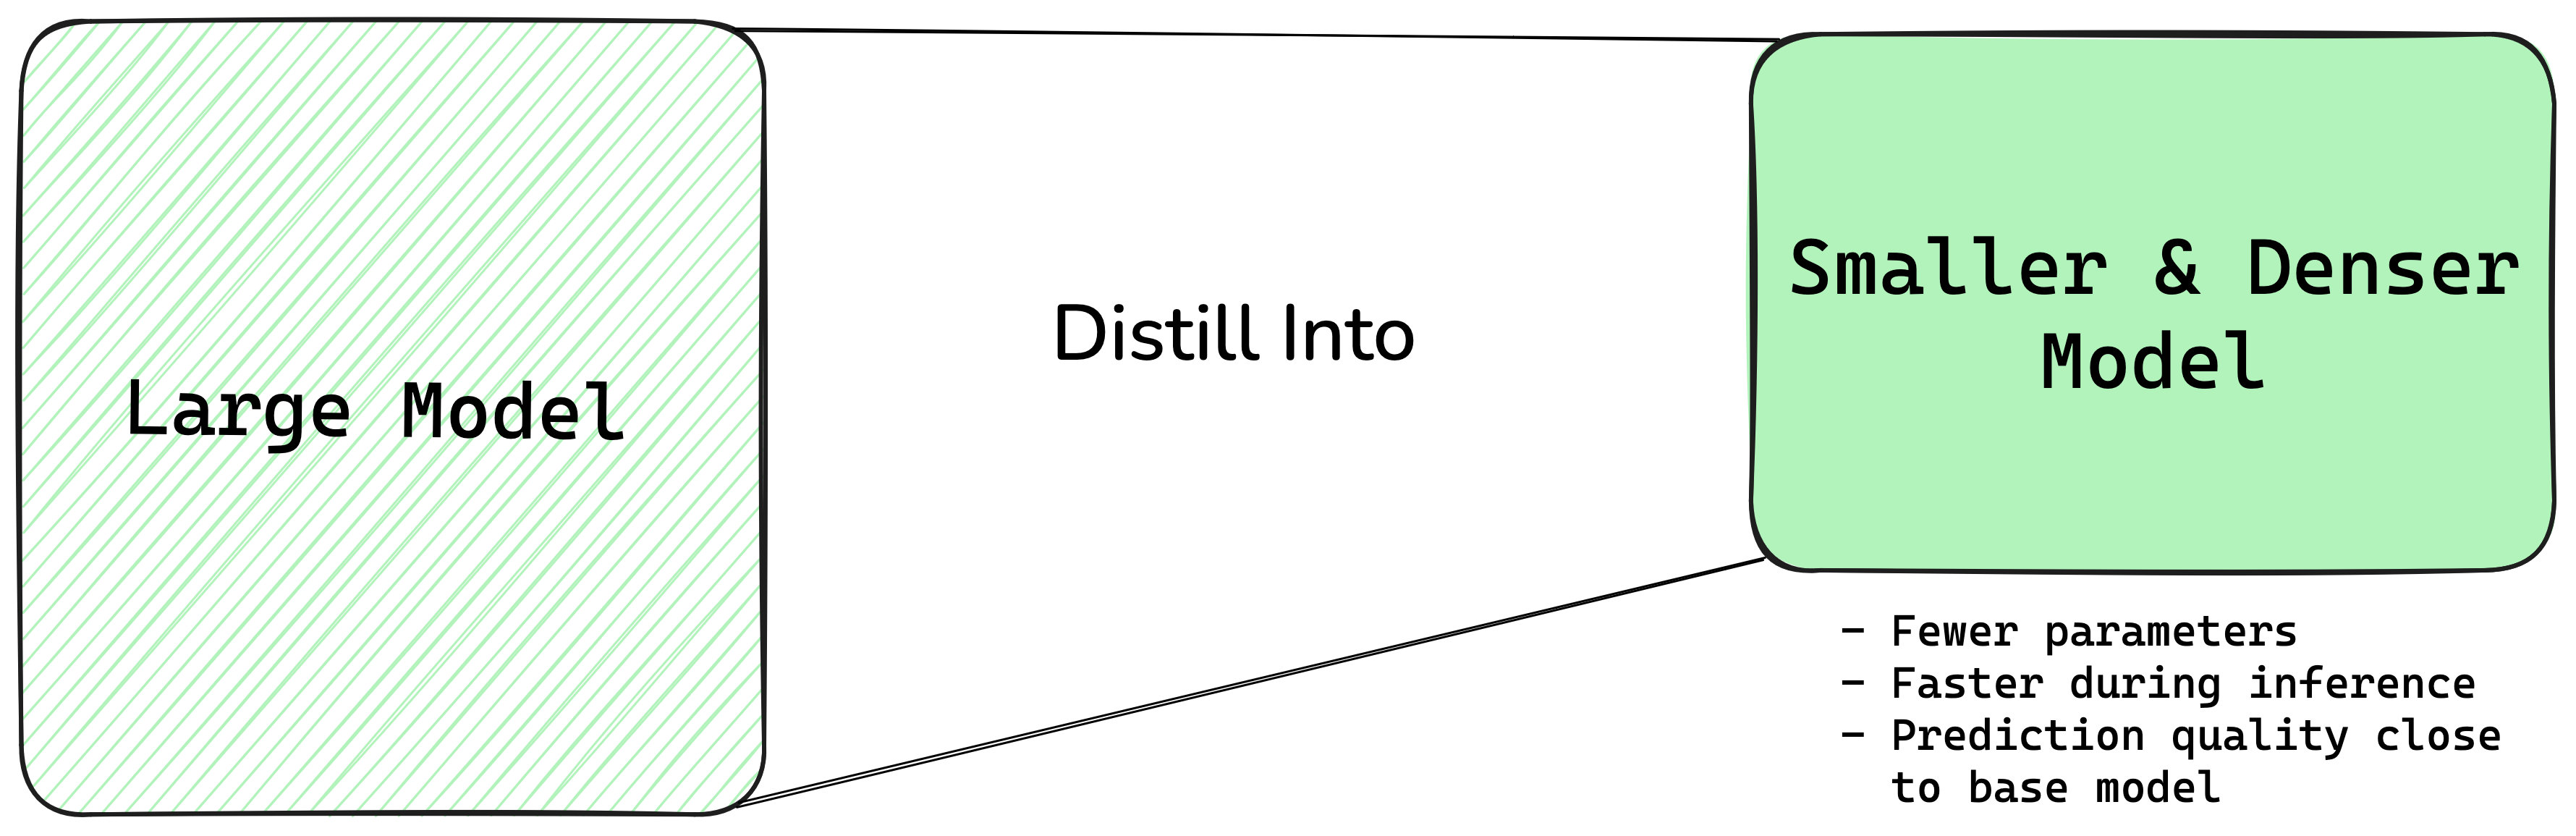 Large Model
Distill Into
Smaller & Denser
Model
- Fewer parameters
- Faster during inference
- Prediction quality close
to base model